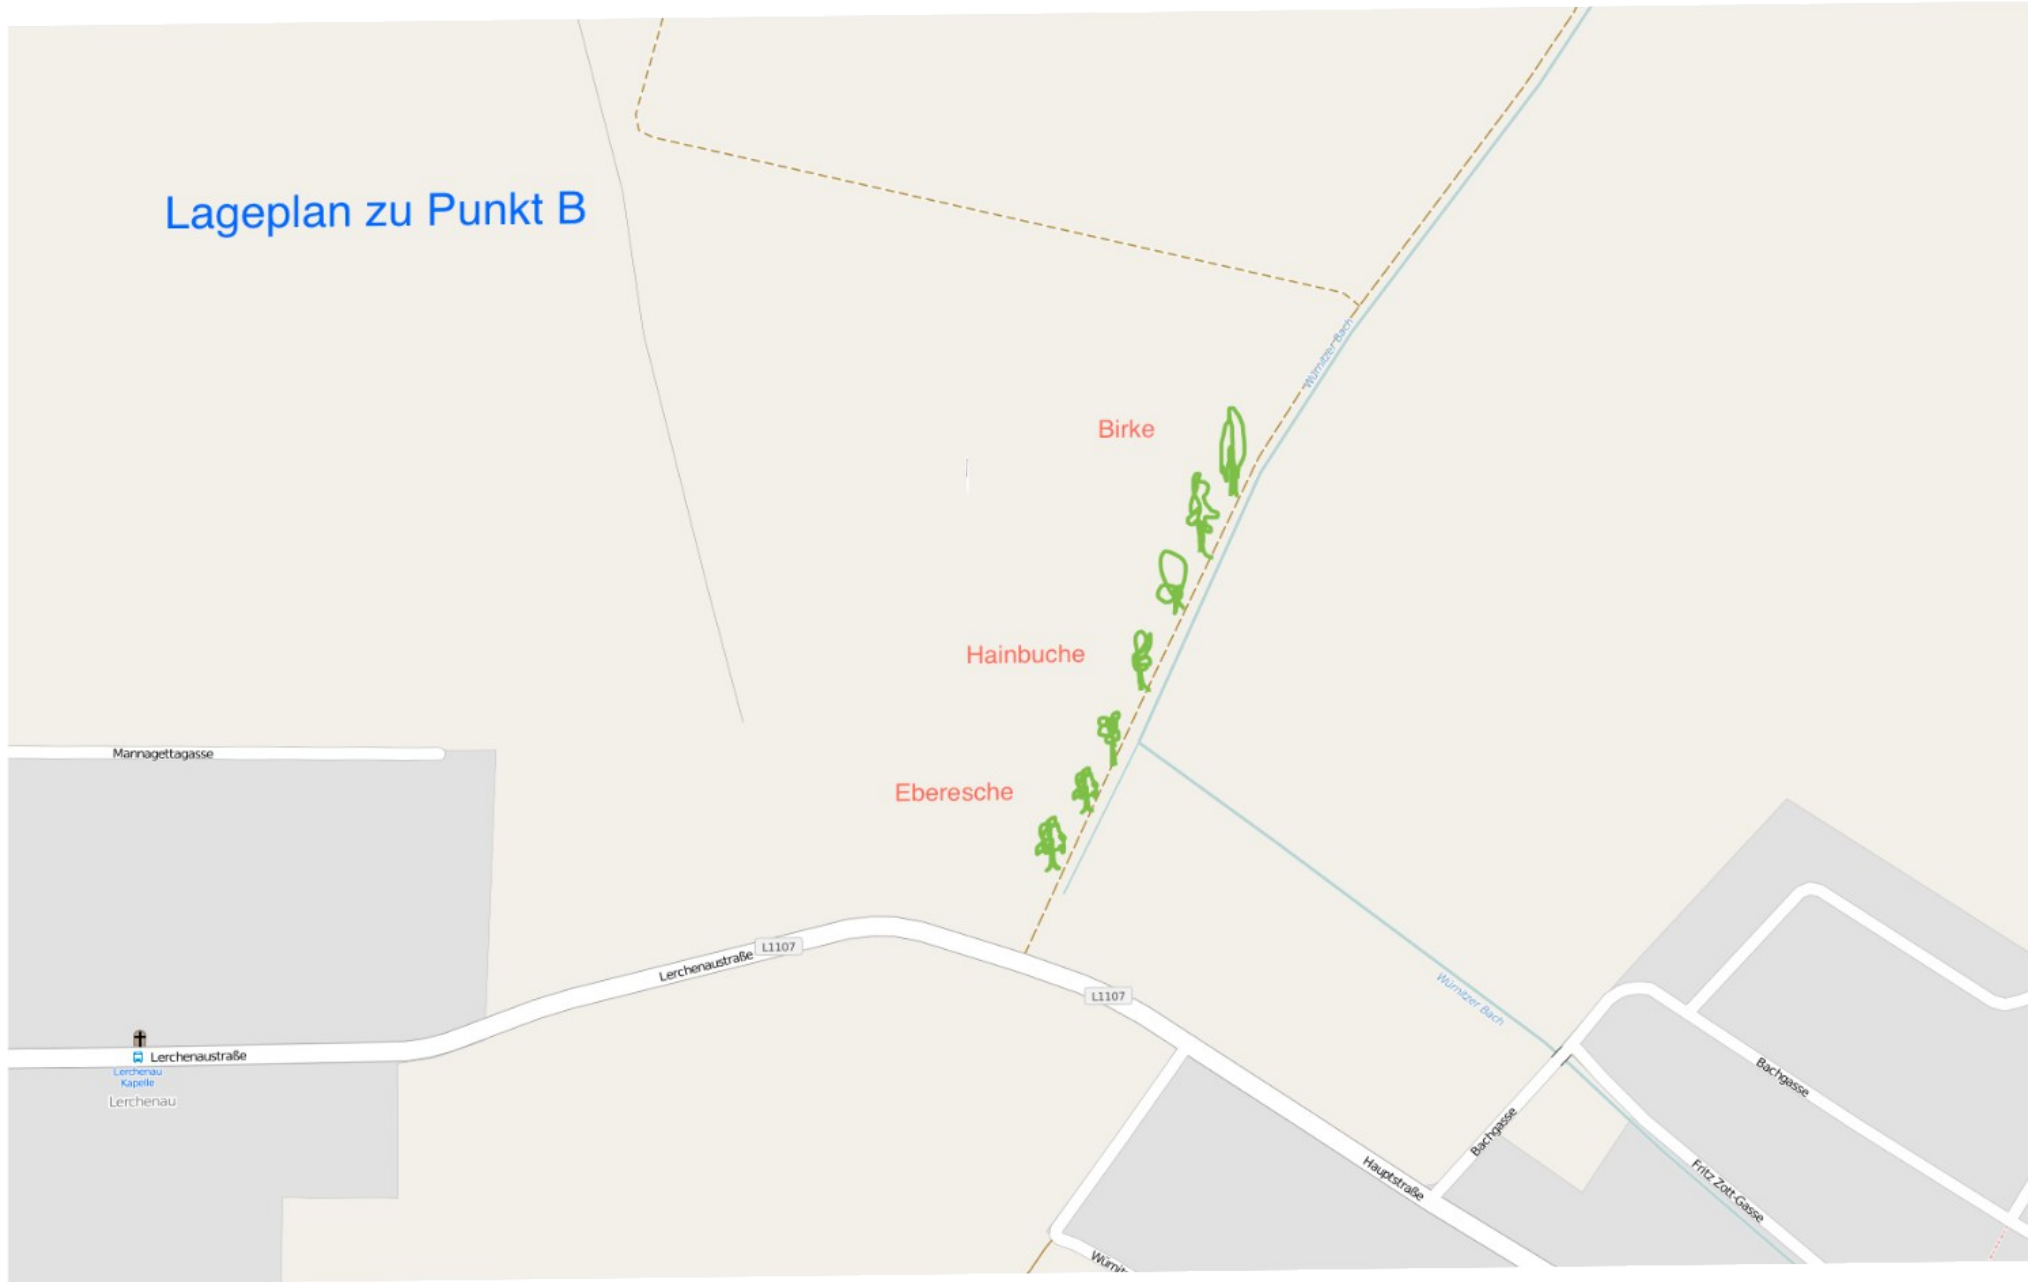 Lageplan zu Punkt B
Würnitzer Bach
Birke
Hainbuche
Mannagettagasse
Eberesche
L1107
Lerchenaustraße
L1107
Würnitzer Bach
Lerchenaustraße
Lerchenau
Kapelle
Lerchenau
Bachgasse
Bachgasse
Hauptstraße
Fritz Zott-Gasse